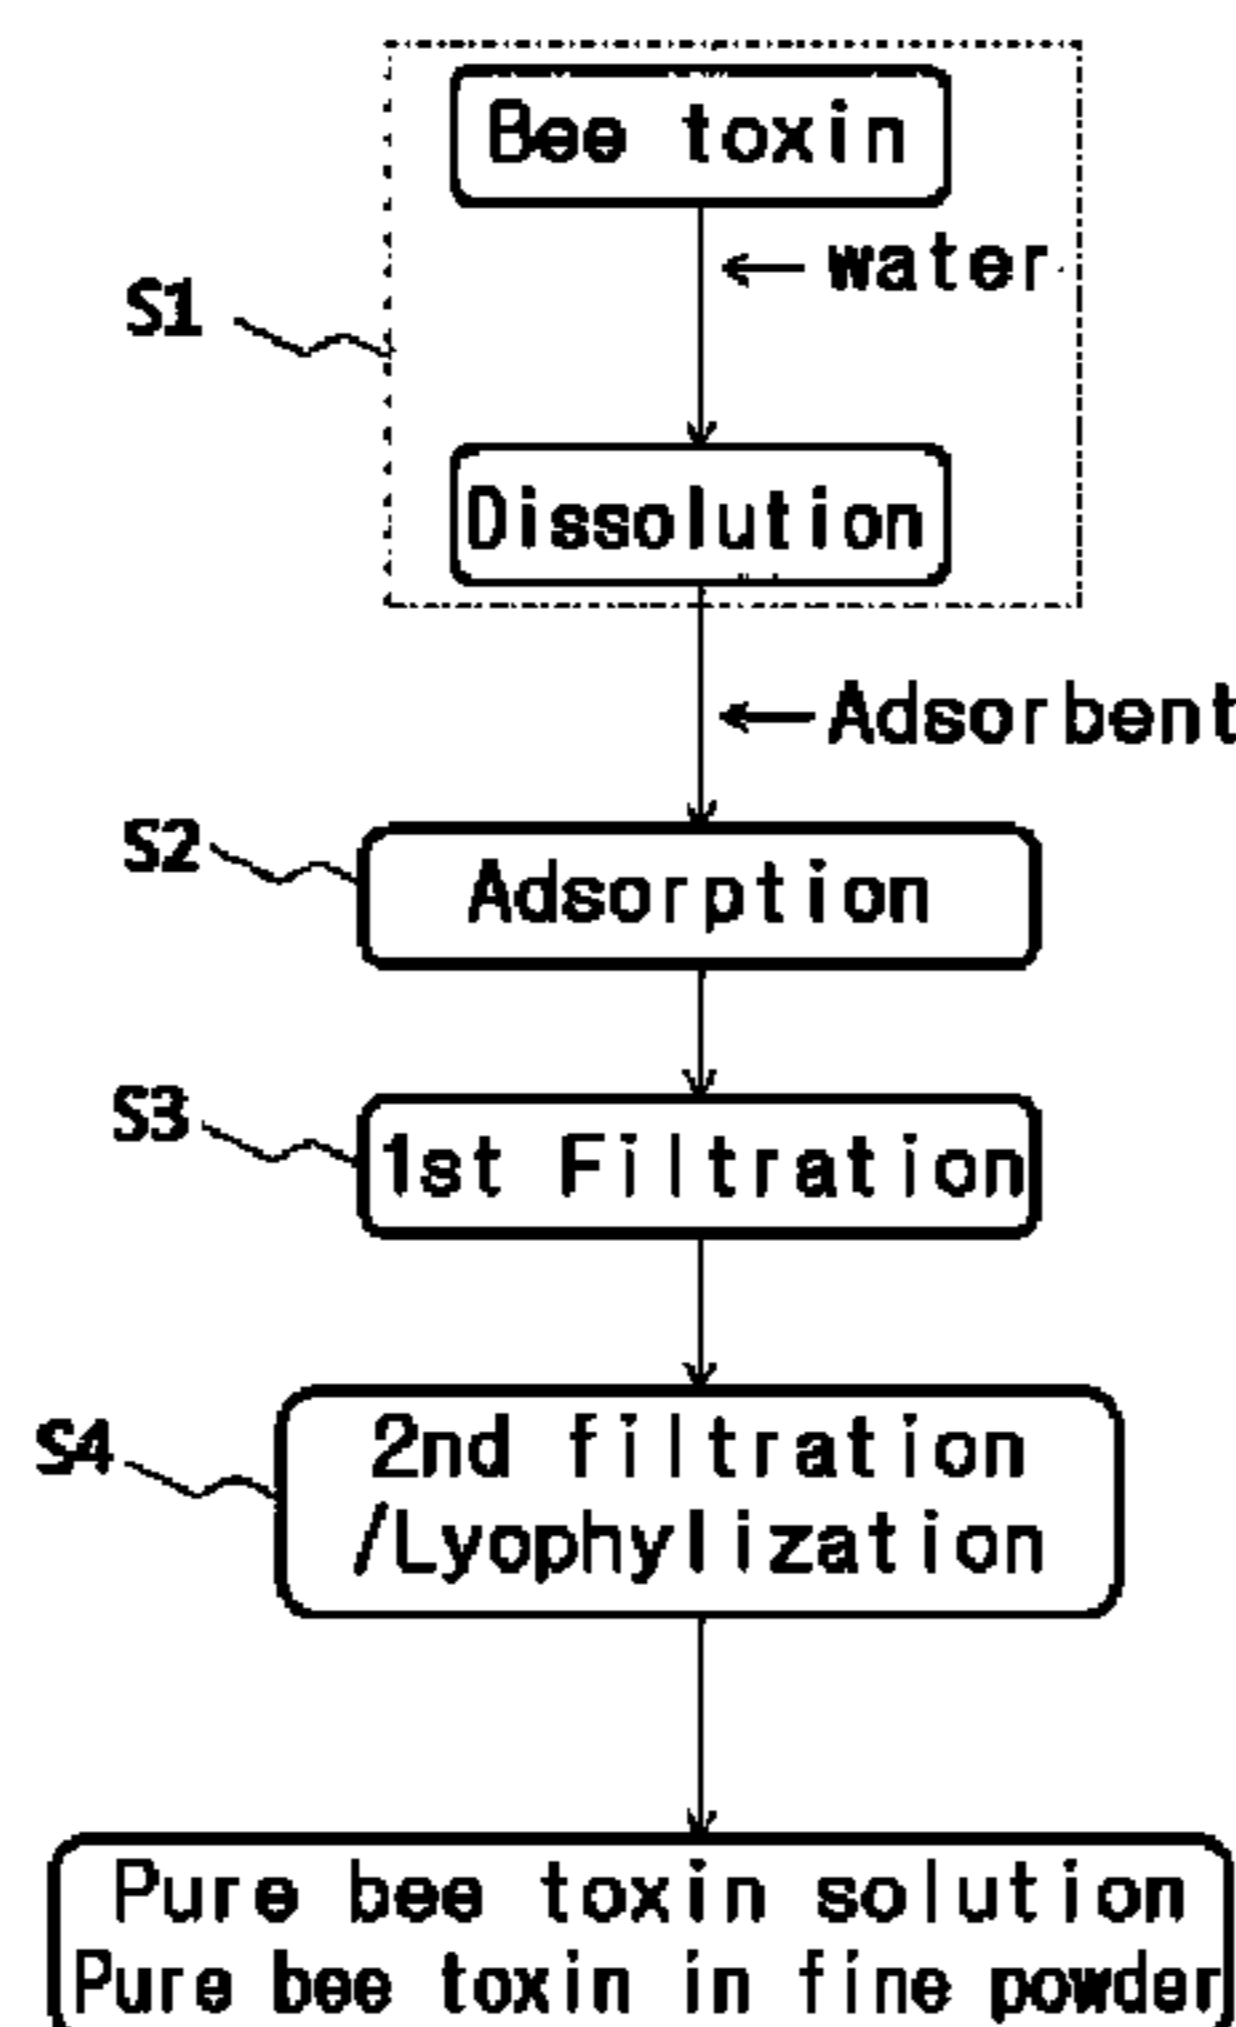 Bee toxin
water
S1
Dissolution
Adsorbent
S2
Adsorption
S3
1st Filtration
S4
2nd filtration
/Lyophylization
Pure bee toxin solution
Pure bee toxin in fine powder